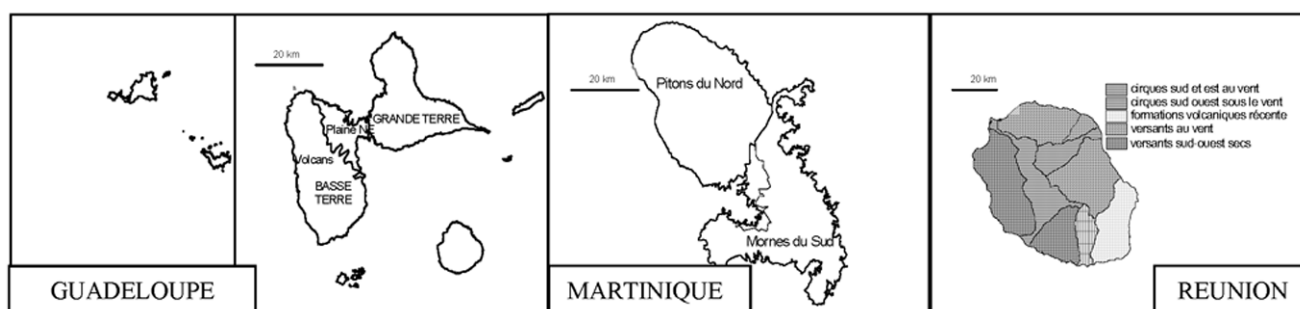 20 km
GRANDE TERRE
Plaine NE
Volcans
BASSE
TERRE
GUADELOUPE
20 km
Pitons du Nord
Mornes du Sud
MARTINIQUE
20 km
cirques sud et est au vent
cirques sud ouest sous le vent
formations volcaniques récente
versants au vent
versants sud-ouest secs
REUNION